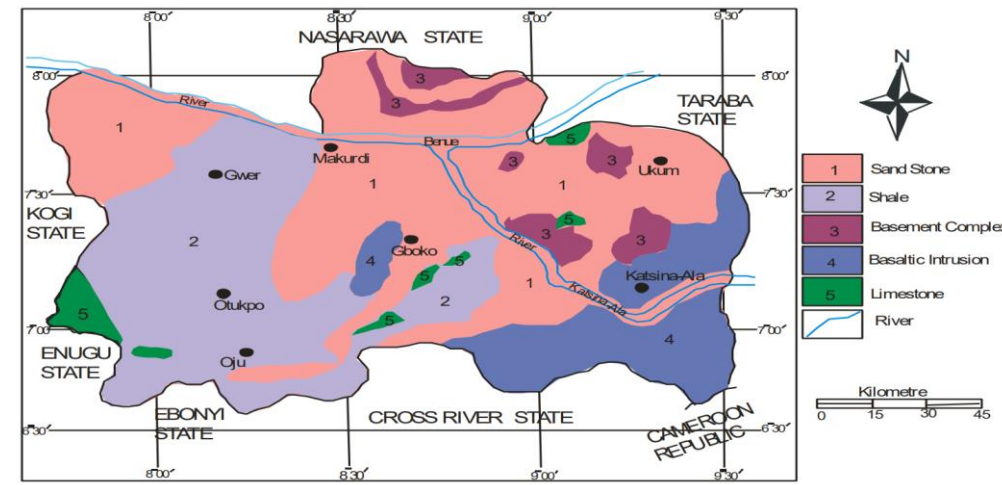 8°00′ 8°30′ 9°00′ 9°30′
NASARAWA STATE
N
8°00′ 8°00′
3
3
TARABA
STATE
River
Benue
1
5
3
3
Makurdi
Ukum
1
1
Gwer
Sand Stone
7°30′ 7°30′
2
Shale
KOGI
STATE
2
3
5
3
3
Basement Comple
River
Gboko
4
5
5
4
Basaltic Intrusion
Katsina-Ala
Otukpo
2
1
Katsina-Ala
5
Limestone
5
5
7°00′ 7°00′
River
4
ENUGU
STATE
Oju
Kilometre
0 15 30 45
EBONYI
STATE
CROSS RIVER STATE
CAMEROON
REPUBLIC
6°30′ 6°30′
8°00′ 8°30′ 9°00′ 9°30′